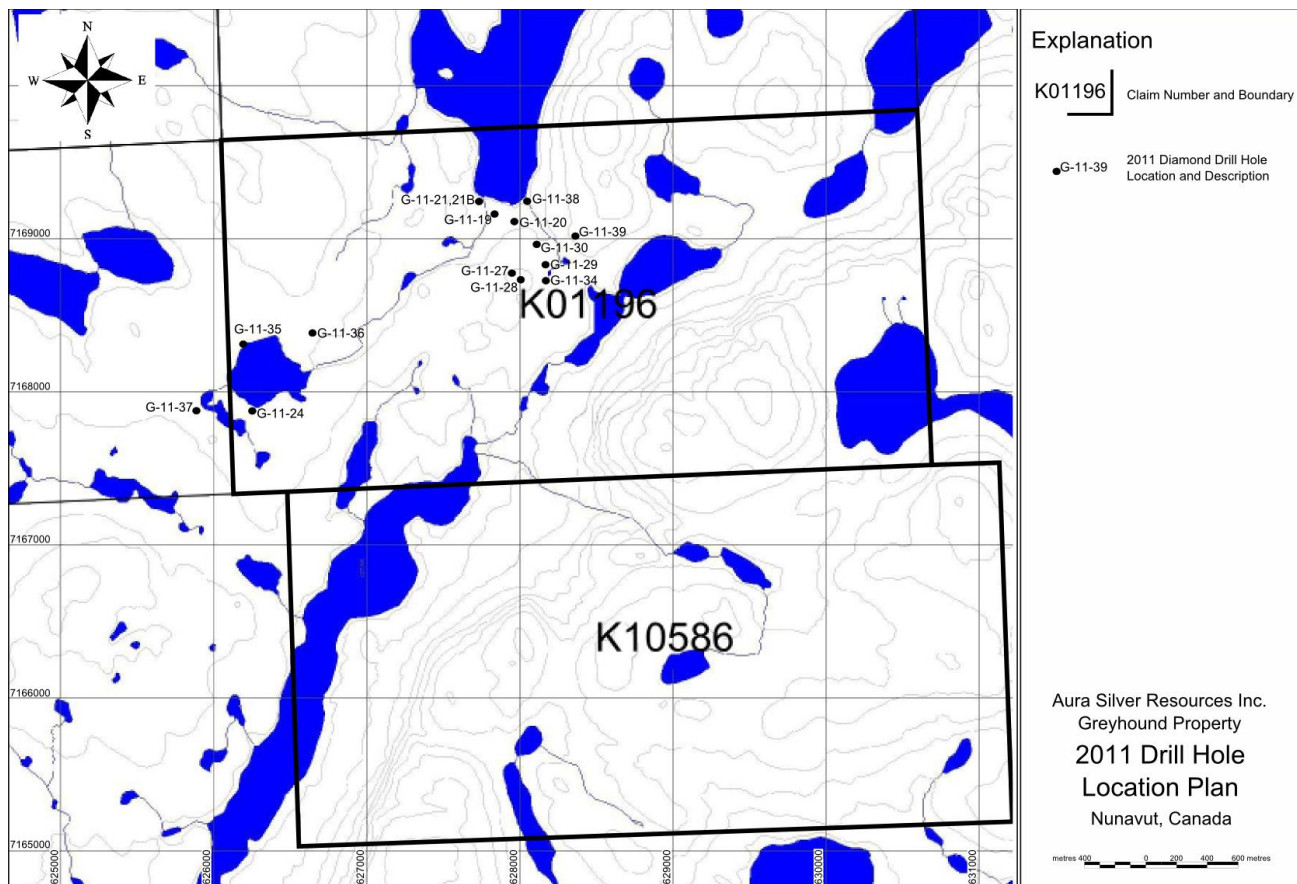 N
W
E
S
G-11-21,21B
G-11-38
G-11-19
G-11-20
G-11-39
7169000
G-11-30
G-11-27
G-11-29
G-11-28
G-11-34
K01196
G-11-35
G-11-36
7168000
G-11-37
G-11-24
7167000
K10586
7166000
7165000
625000
626000
627000
628000
629000
630000
631000
Explanation
K01196
Claim Number and Boundary
G-11-39
2011 Diamond Drill Hole
Location and Description
Aura Silver Resources Inc.
Greyhound Property
2011 Drill Hole
Location Plan
Nunavut, Canada
metres 400 0 200 400 600 metres